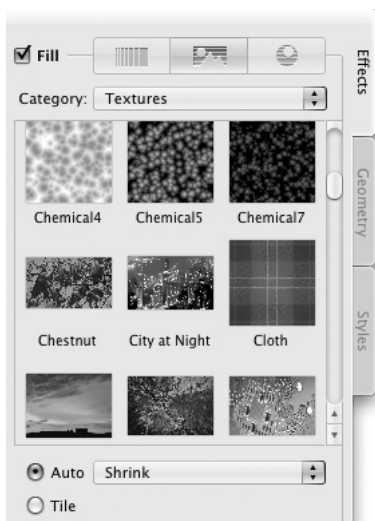 Fill
Category: Textures
Chemical4 Chemical5 Chemical7
Chestnut City at Night Cloth
Auto Shrink
Tile
Effects
Geometry
Styles